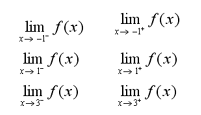 lim f(x) x→ -1⁻
lim f(x) x→ -1⁺
lim f(x) x→ 1⁻
lim f(x) x→ 1⁺
lim f(x) x→3⁻
lim f(x) x→3⁺